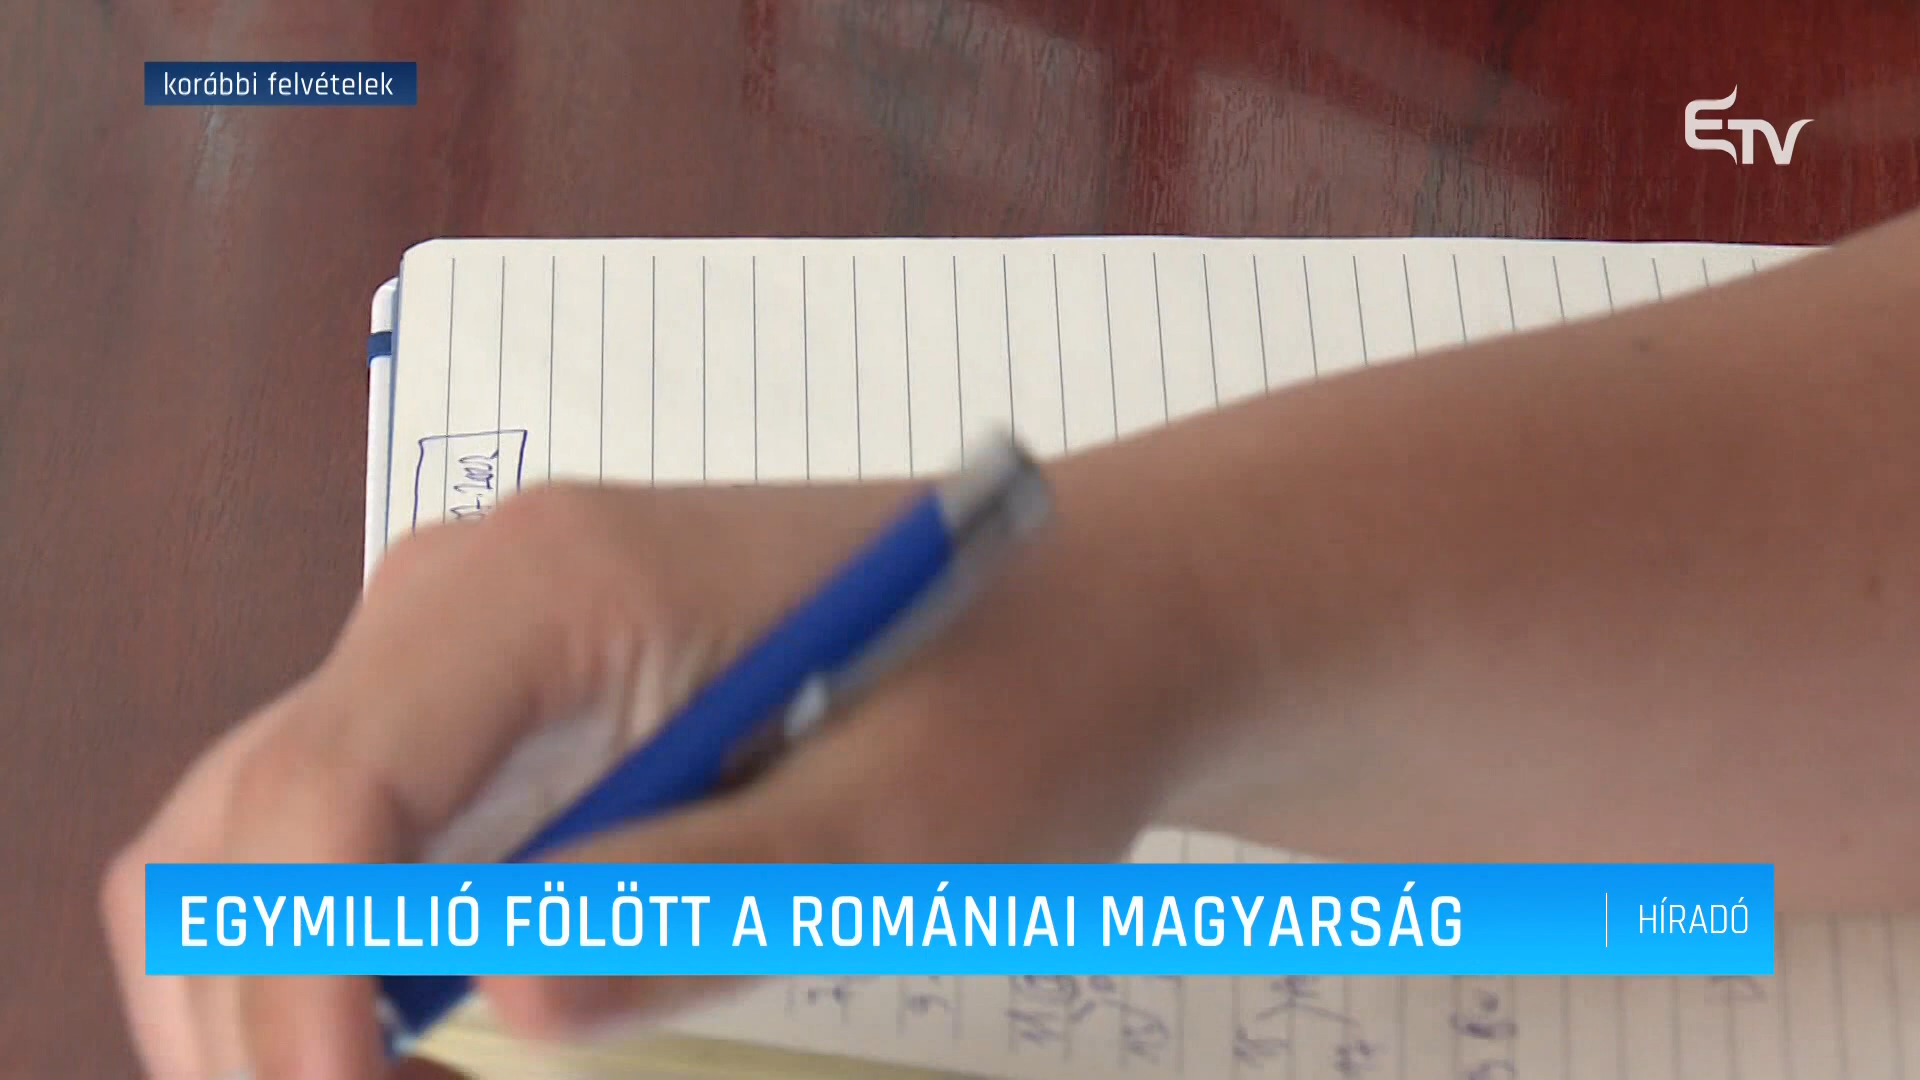 korábbi felvételek
ETV
EGYMILLIÓ FÖLÖTT A ROMÁNIAI MAGYARSÁG
HÍRADÓ